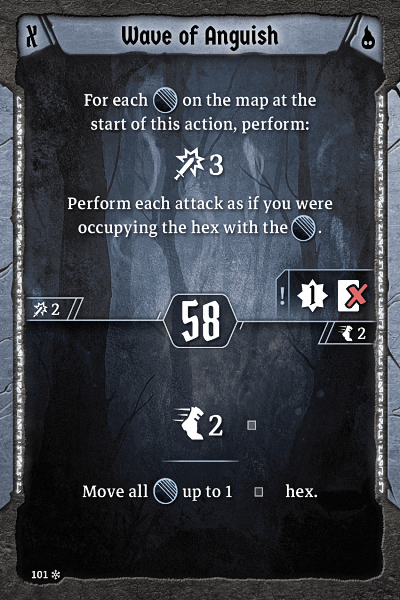 X
Wave of Anguish
For each on the map at the
start of this action, perform:
3
Perform each attack as if you were
occupying the hex with the .
! 1
2
58
2
2
Move all up to 1 hex.
101